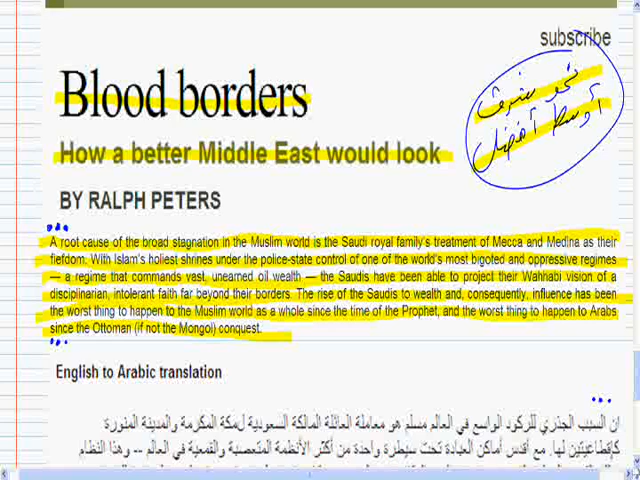 subscribe
Blood borders
نحو شرق
أوسط أفضل
How a better Middle East would look
BY RALPH PETERS
A root cause of the broad stagnation in the Muslim world is the Saudi royal family's treatment of Mecca and Medina as their
fiefdom. With Islam's holiest shrines under the police-state control of one of the world's most bigoted and oppressive regimes
— a regime that commands vast, unearned oil wealth — the Saudis have been able to project their Wahhabi vision of a
disciplinarian, intolerant faith far beyond their borders. The rise of the Saudis to wealth and, consequently, influence has been
the worst thing to happen to the Muslim world as a whole since the time of the Prophet, and the worst thing to happen to Arabs
since the Ottoman (if not the Mongol) conquest.
English to Arabic translation
ان السبب الجذري للركود الواسع في العالم مسلم هو معاملة العائلة المالكة السعودية لمكة المكرمة والمدينة المنورة
كإقطاعيتين لها. مع أقدس أماكن العبادة تحت سيطرة واحدة من أكثر الأنظمة المتعصبة والقمعية في العالم -- وهذا النظام